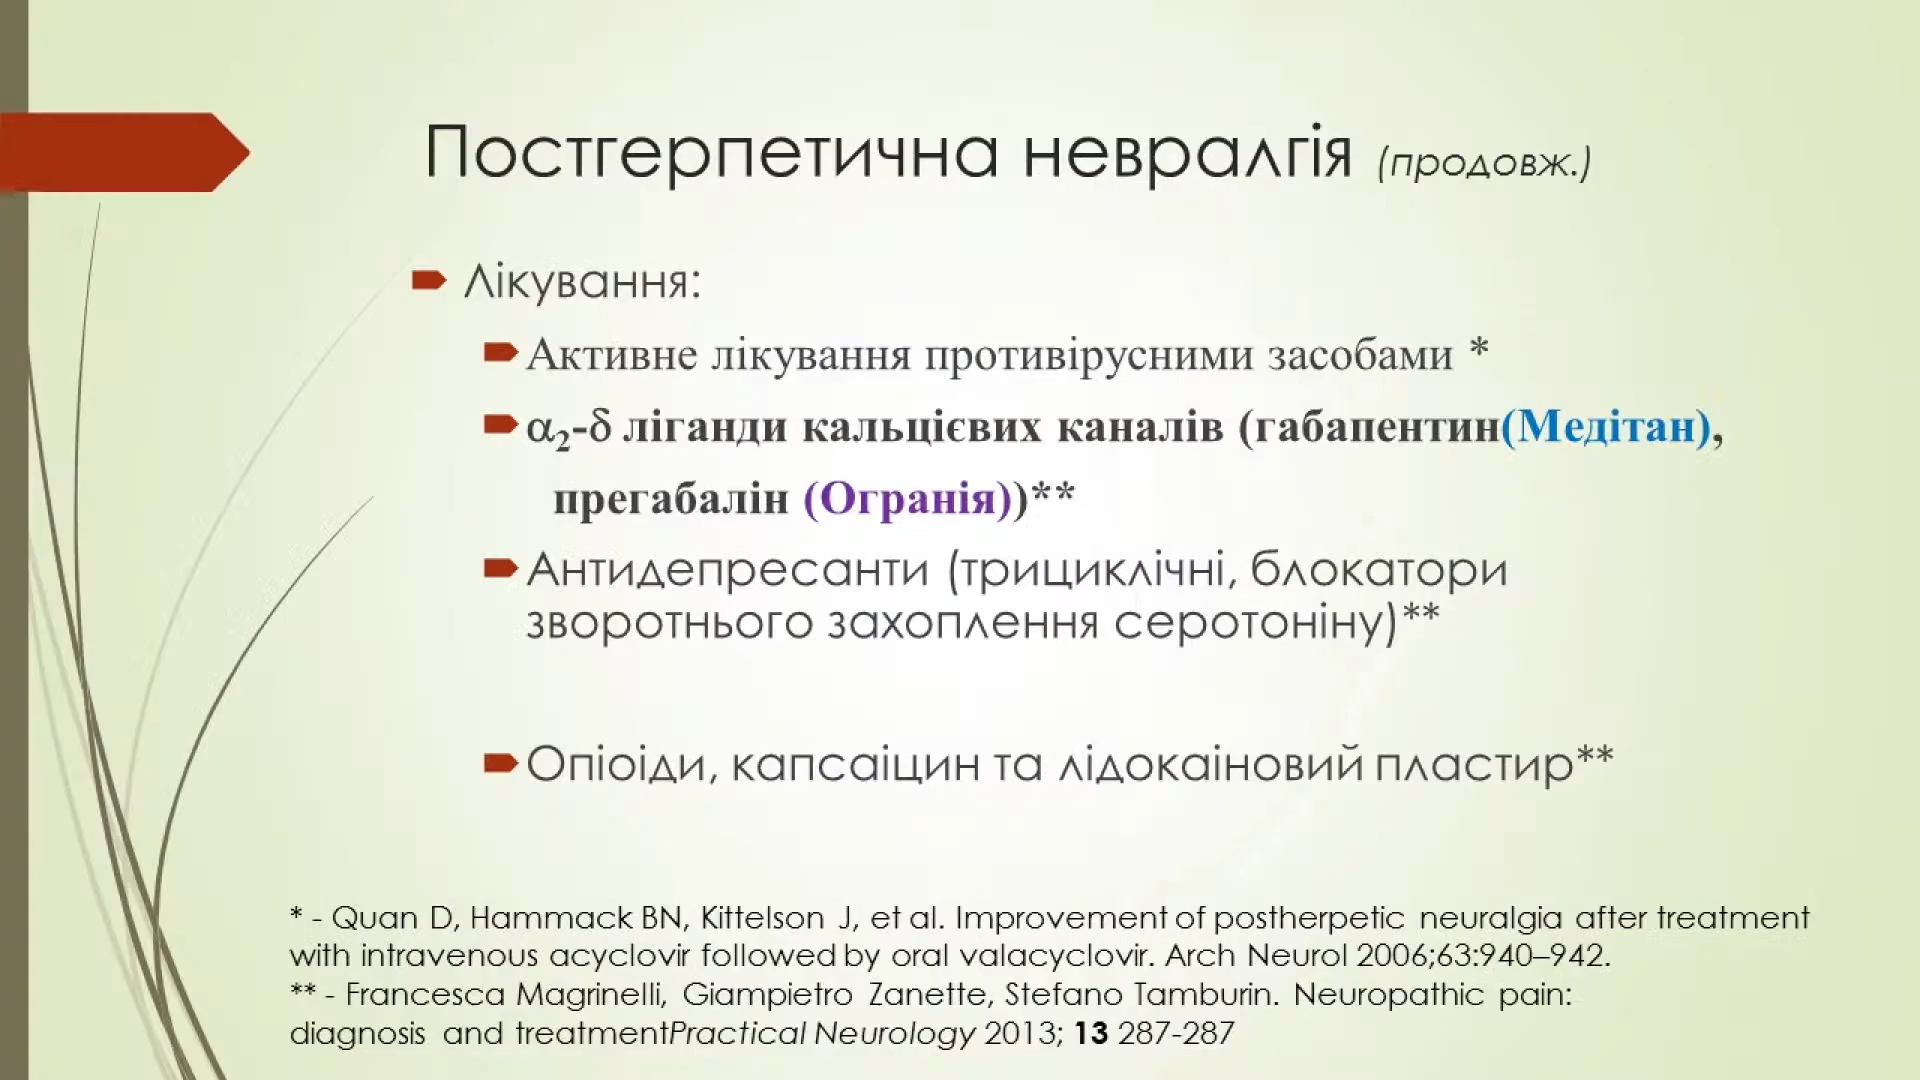 Постгерпетична невралгія (продовж.)
Лікування:
Активне лікування противірусними засобами *
α₂-δ ліганди кальцієвих каналів (габапентин(Медітан),
прегабалін (Огранія))**
Антидепресанти (трициклічні, блокатори
зворотнього захоплення серотоніну)**
Опіоіди, капсаіцин та лідокаіновий пластир**
* - Quan D, Hammack BN, Kittelson J, et al. Improvement of postherpetic neuralgia after treatment
with intravenous acyclovir followed by oral valacyclovir. Arch Neurol 2006;63:940–942.
** - Francesca Magrinelli, Giampietro Zanette, Stefano Tamburin. Neuropathic pain:
diagnosis and treatmentPractical Neurology 2013; 13 287-287